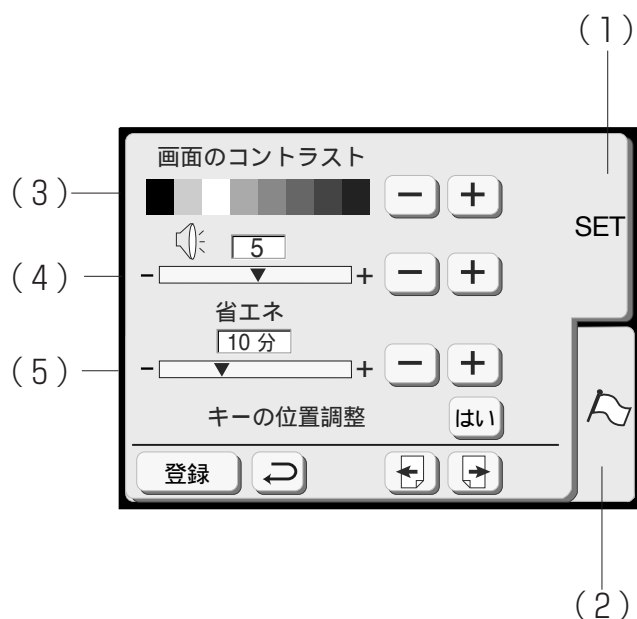 (1)
画面のコントラスト
(3)
− +
SET
5
(4)
- + − +
省エネ
10 分
(5)
- + − +
キーの位置調整 はい
登録
(2)